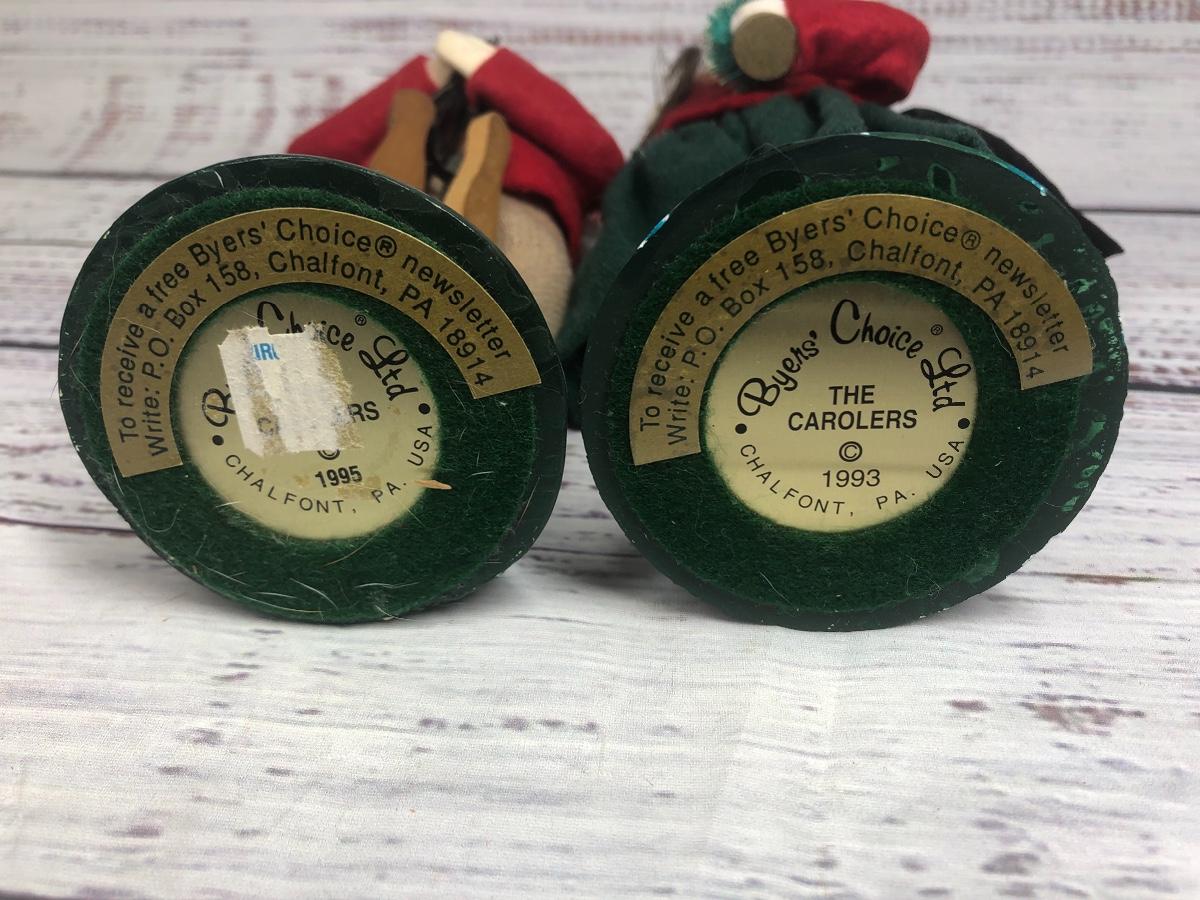 To receive a free Byers' Choice® newsletter
Write: P.O. Box 158, Chalfont, PA 18914
Choice® Ltd
1995
©
CHALFONT, PA. USA
To receive a free Byers' Choice® newsletter
Write: P.O. Box 158, Chalfont, PA 18914
Byers' Choice® Ltd
THE
CAROLERS
©
1993
CHALFONT, PA. USA